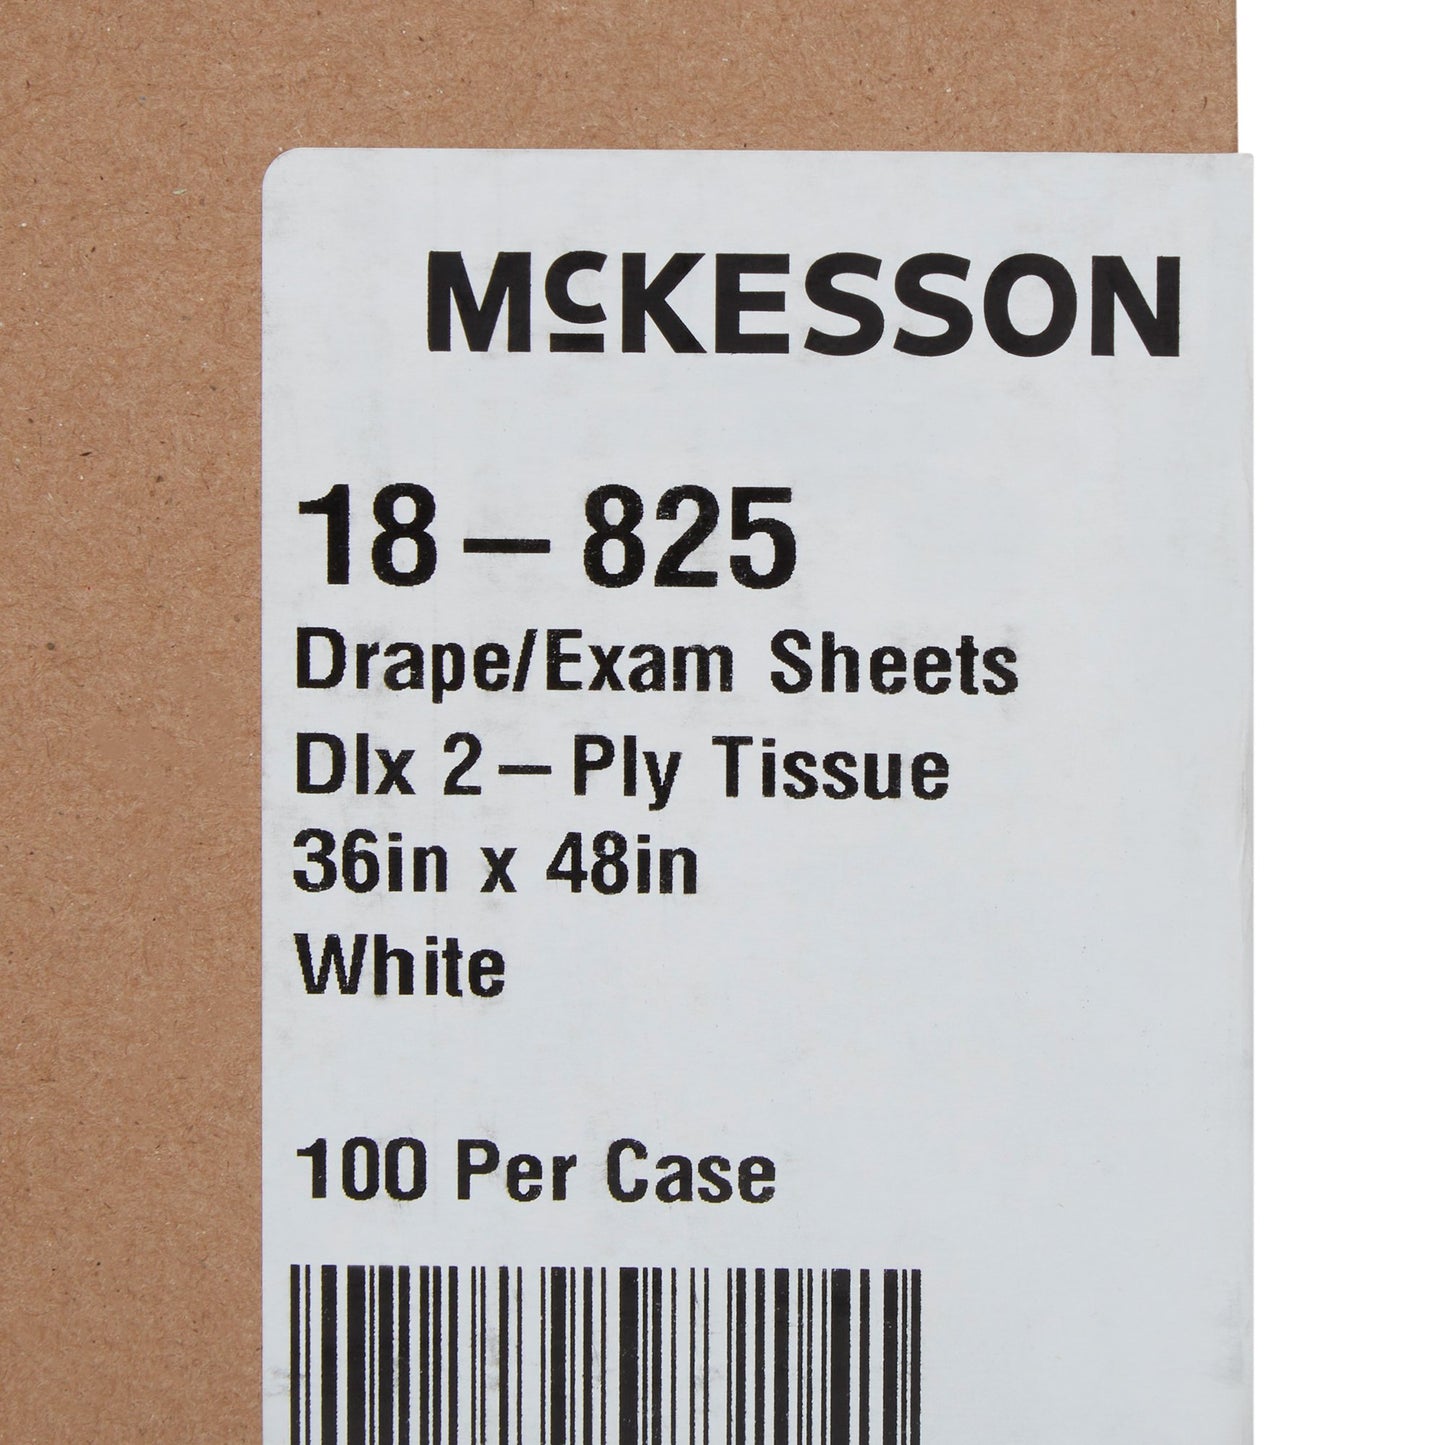 McKESSON
18-825
Drape/Exam Sheets
Dlx 2-Ply Tissue
36in x 48in
White
100 Per Case